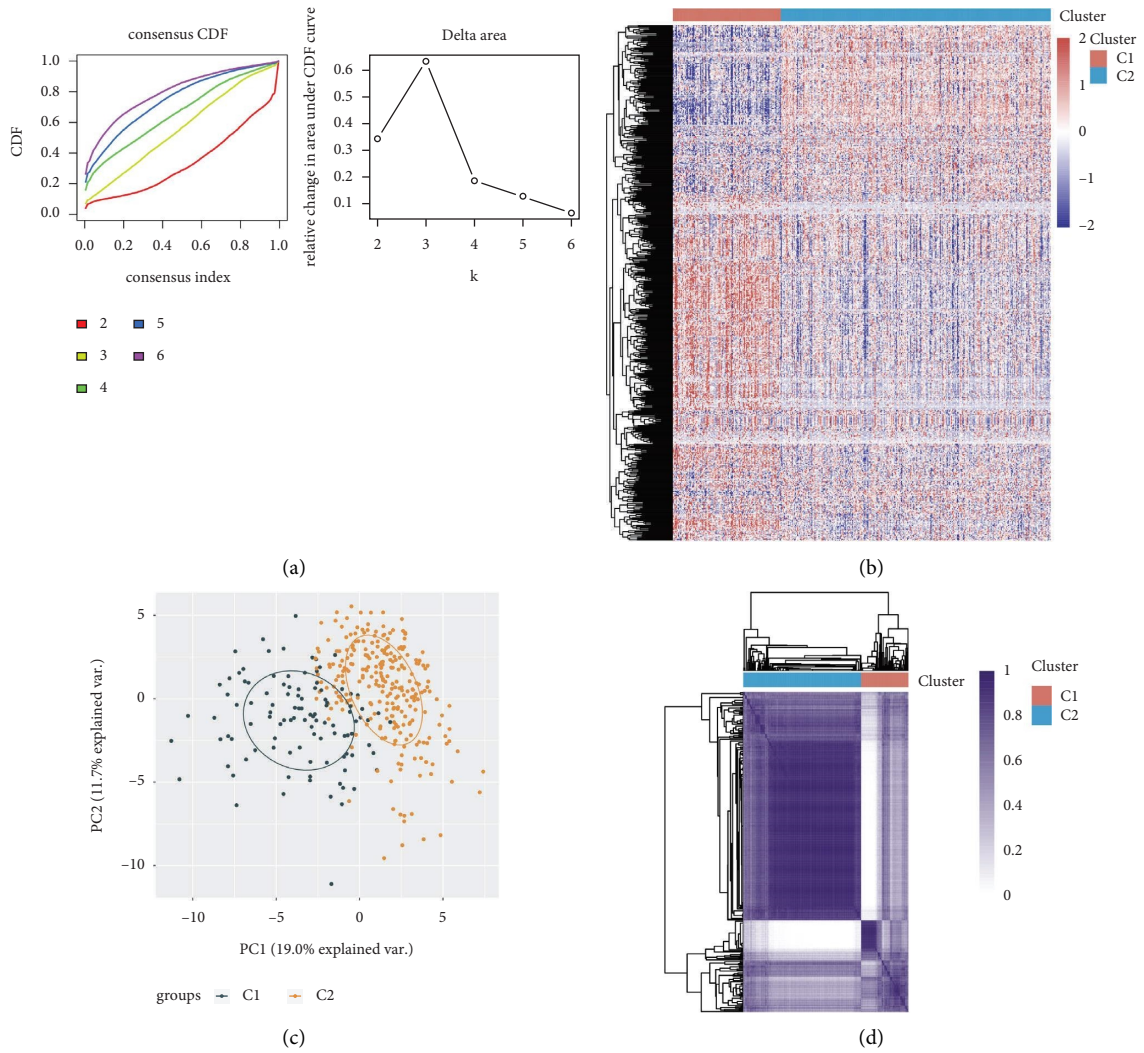 consensus CDF
CDF
1.0
0.8
0.6
0.4
0.2
0.0
0.0 0.2 0.4 0.6 0.8 1.0
consensus index
2 5
3 6
4
Delta area
relative change in area under CDF curve
0.6
0.5
0.4
0.3
0.2
0.1
2 3 4 5 6
k
(a)
Cluster
2
1
0
−1
−2
Cluster
C1
C2
(b)
PC2 (11.7% explained var.)
5
0
−5
−10
−10 −5 0 5
PC1 (19.0% explained var.)
groups C1 C2
(c)
Cluster
1
0.8
0.6
0.4
0.2
0
Cluster
C1
C2
(d)